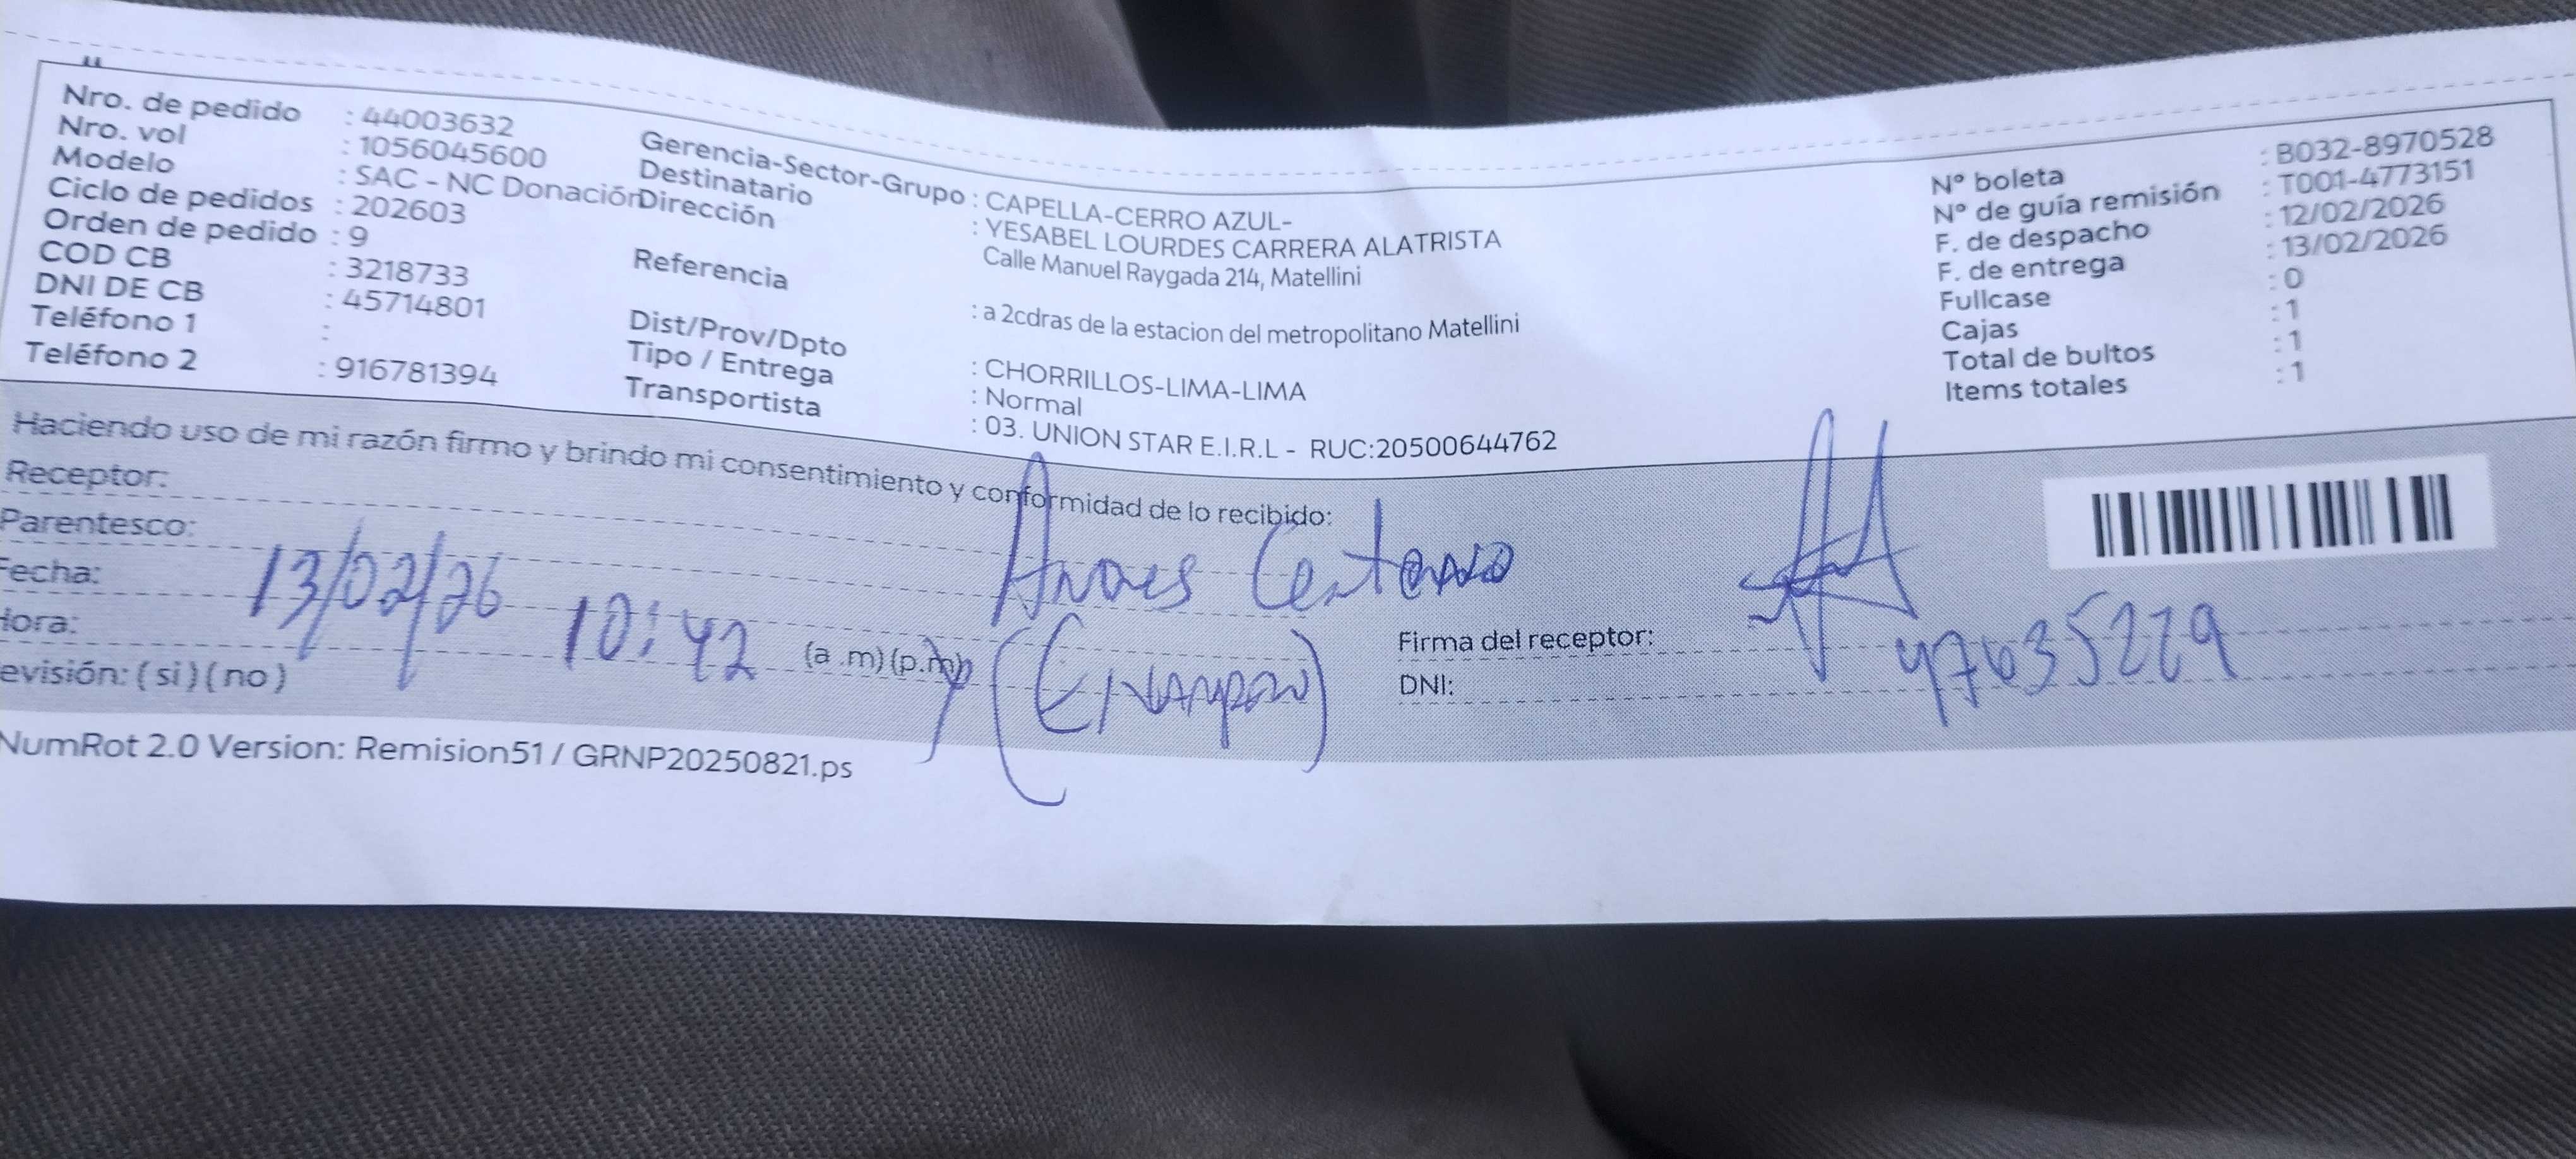 Nro. de pedido : 44003632
Nro. vol : 1056045600
Modelo : SAC - NC Donación
Ciclo de pedidos : 202603
Orden de pedido : 9
COD CB : 3218733
DNI DE CB : 45714801
Teléfono 1 :
Teléfono 2 : 916781394
Gerencia-Sector-Grupo : CAPELLA-CERRO AZUL-
Destinatario : YESABEL LOURDES CARRERA ALATRISTA
Dirección Calle Manuel Raygada 214, Matellini
Referencia : a 2cdras de la estacion del metropolitano Matellini
Dist/Prov/Dpto : CHORRILLOS-LIMA-LIMA
Tipo / Entrega : Normal
Transportista : 03. UNION STAR E.I.R.L - RUC:20500644762
N° boleta : B032-8970528
N° de guía remisión : T001-4773151
F. de despacho : 12/02/2026
F. de entrega : 13/02/2026
Fullcase : 0
Cajas : 1
Total de bultos : 1
Items totales : 1
Haciendo uso de mi razón firmo y brindo mi consentimiento y conformidad de lo recibido:
Receptor: Centeno
Parentesco:
Fecha: 13/02/26
Hora: 10:42 (a .m) (p.m)
evisión: ( si ) ( no )
Firma del receptor:
DNI: 47635229
NumRot 2.0 Version: Remision51 / GRNP20250821.ps